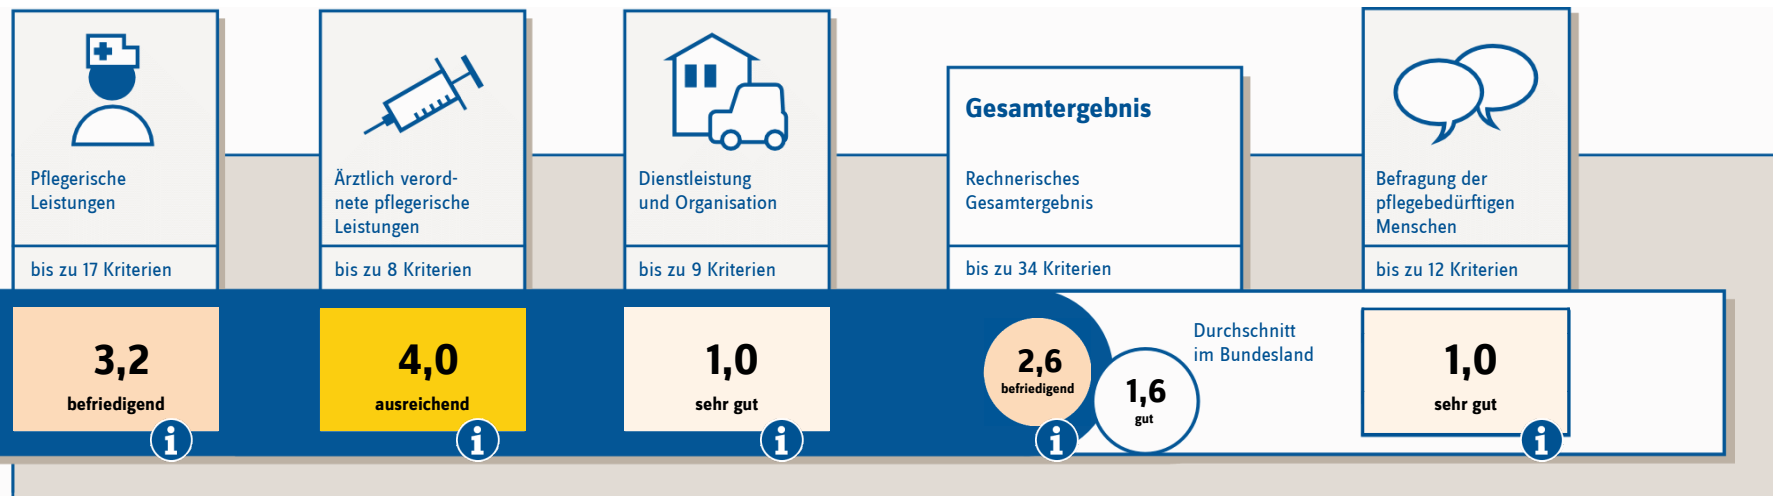 Pflegerische
Leistungen
bis zu 17 Kriterien
3,2
befriedigend
Ärztlich verord-
nete pflegerische
Leistungen
bis zu 8 Kriterien
4,0
ausreichend
Dienstleistung
und Organisation
bis zu 9 Kriterien
1,0
sehr gut
Gesamtergebnis
Rechnerisches
Gesamtergebnis
bis zu 34 Kriterien
2,6
befriedigend
Durchschnitt
im Bundesland
1,6
gut
Befragung der
pflegebedürftigen
Menschen
bis zu 12 Kriterien
1,0
sehr gut